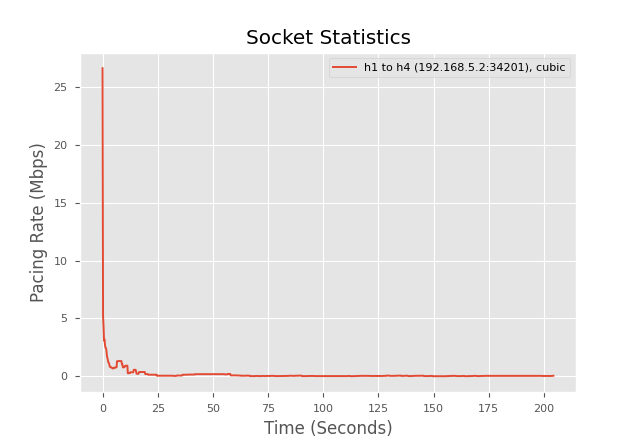 Socket Statistics
h1 to h4 (192.168.5.2:34201), cubic
Pacing Rate (Mbps)
25
20
15
10
5
0
0 25 50 75 100 125 150 175 200
Time (Seconds)